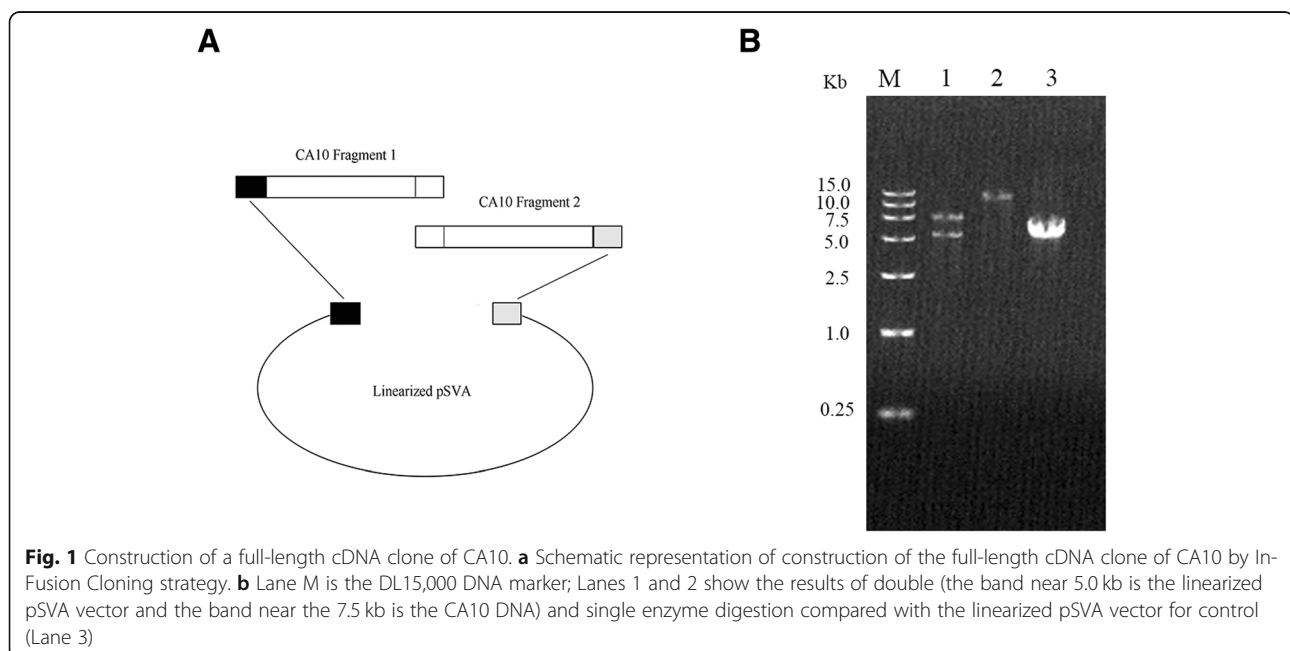 A
CA10 Fragment 1
CA10 Fragment 2
Linearized pSVA
B
Kb M 1 2 3
15.0
10.0
7.5
5.0
2.5
1.0
0.25
Fig. 1 Construction of a full-length cDNA clone of CA10. a Schematic representation of construction of the full-length cDNA clone of CA10 by In-
Fusion Cloning strategy. b Lane M is the DL15,000 DNA marker; Lanes 1 and 2 show the results of double (the band near 5.0 kb is the linearized
pSVA vector and the band near the 7.5 kb is the CA10 DNA) and single enzyme digestion compared with the linearized pSVA vector for control
(Lane 3)